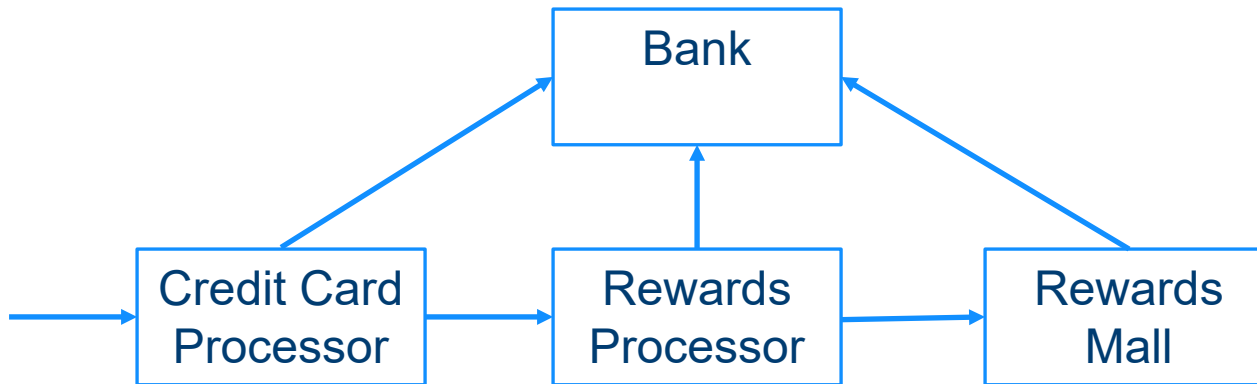 Bank
Credit Card
Processor
Rewards
Processor
Rewards
Mall